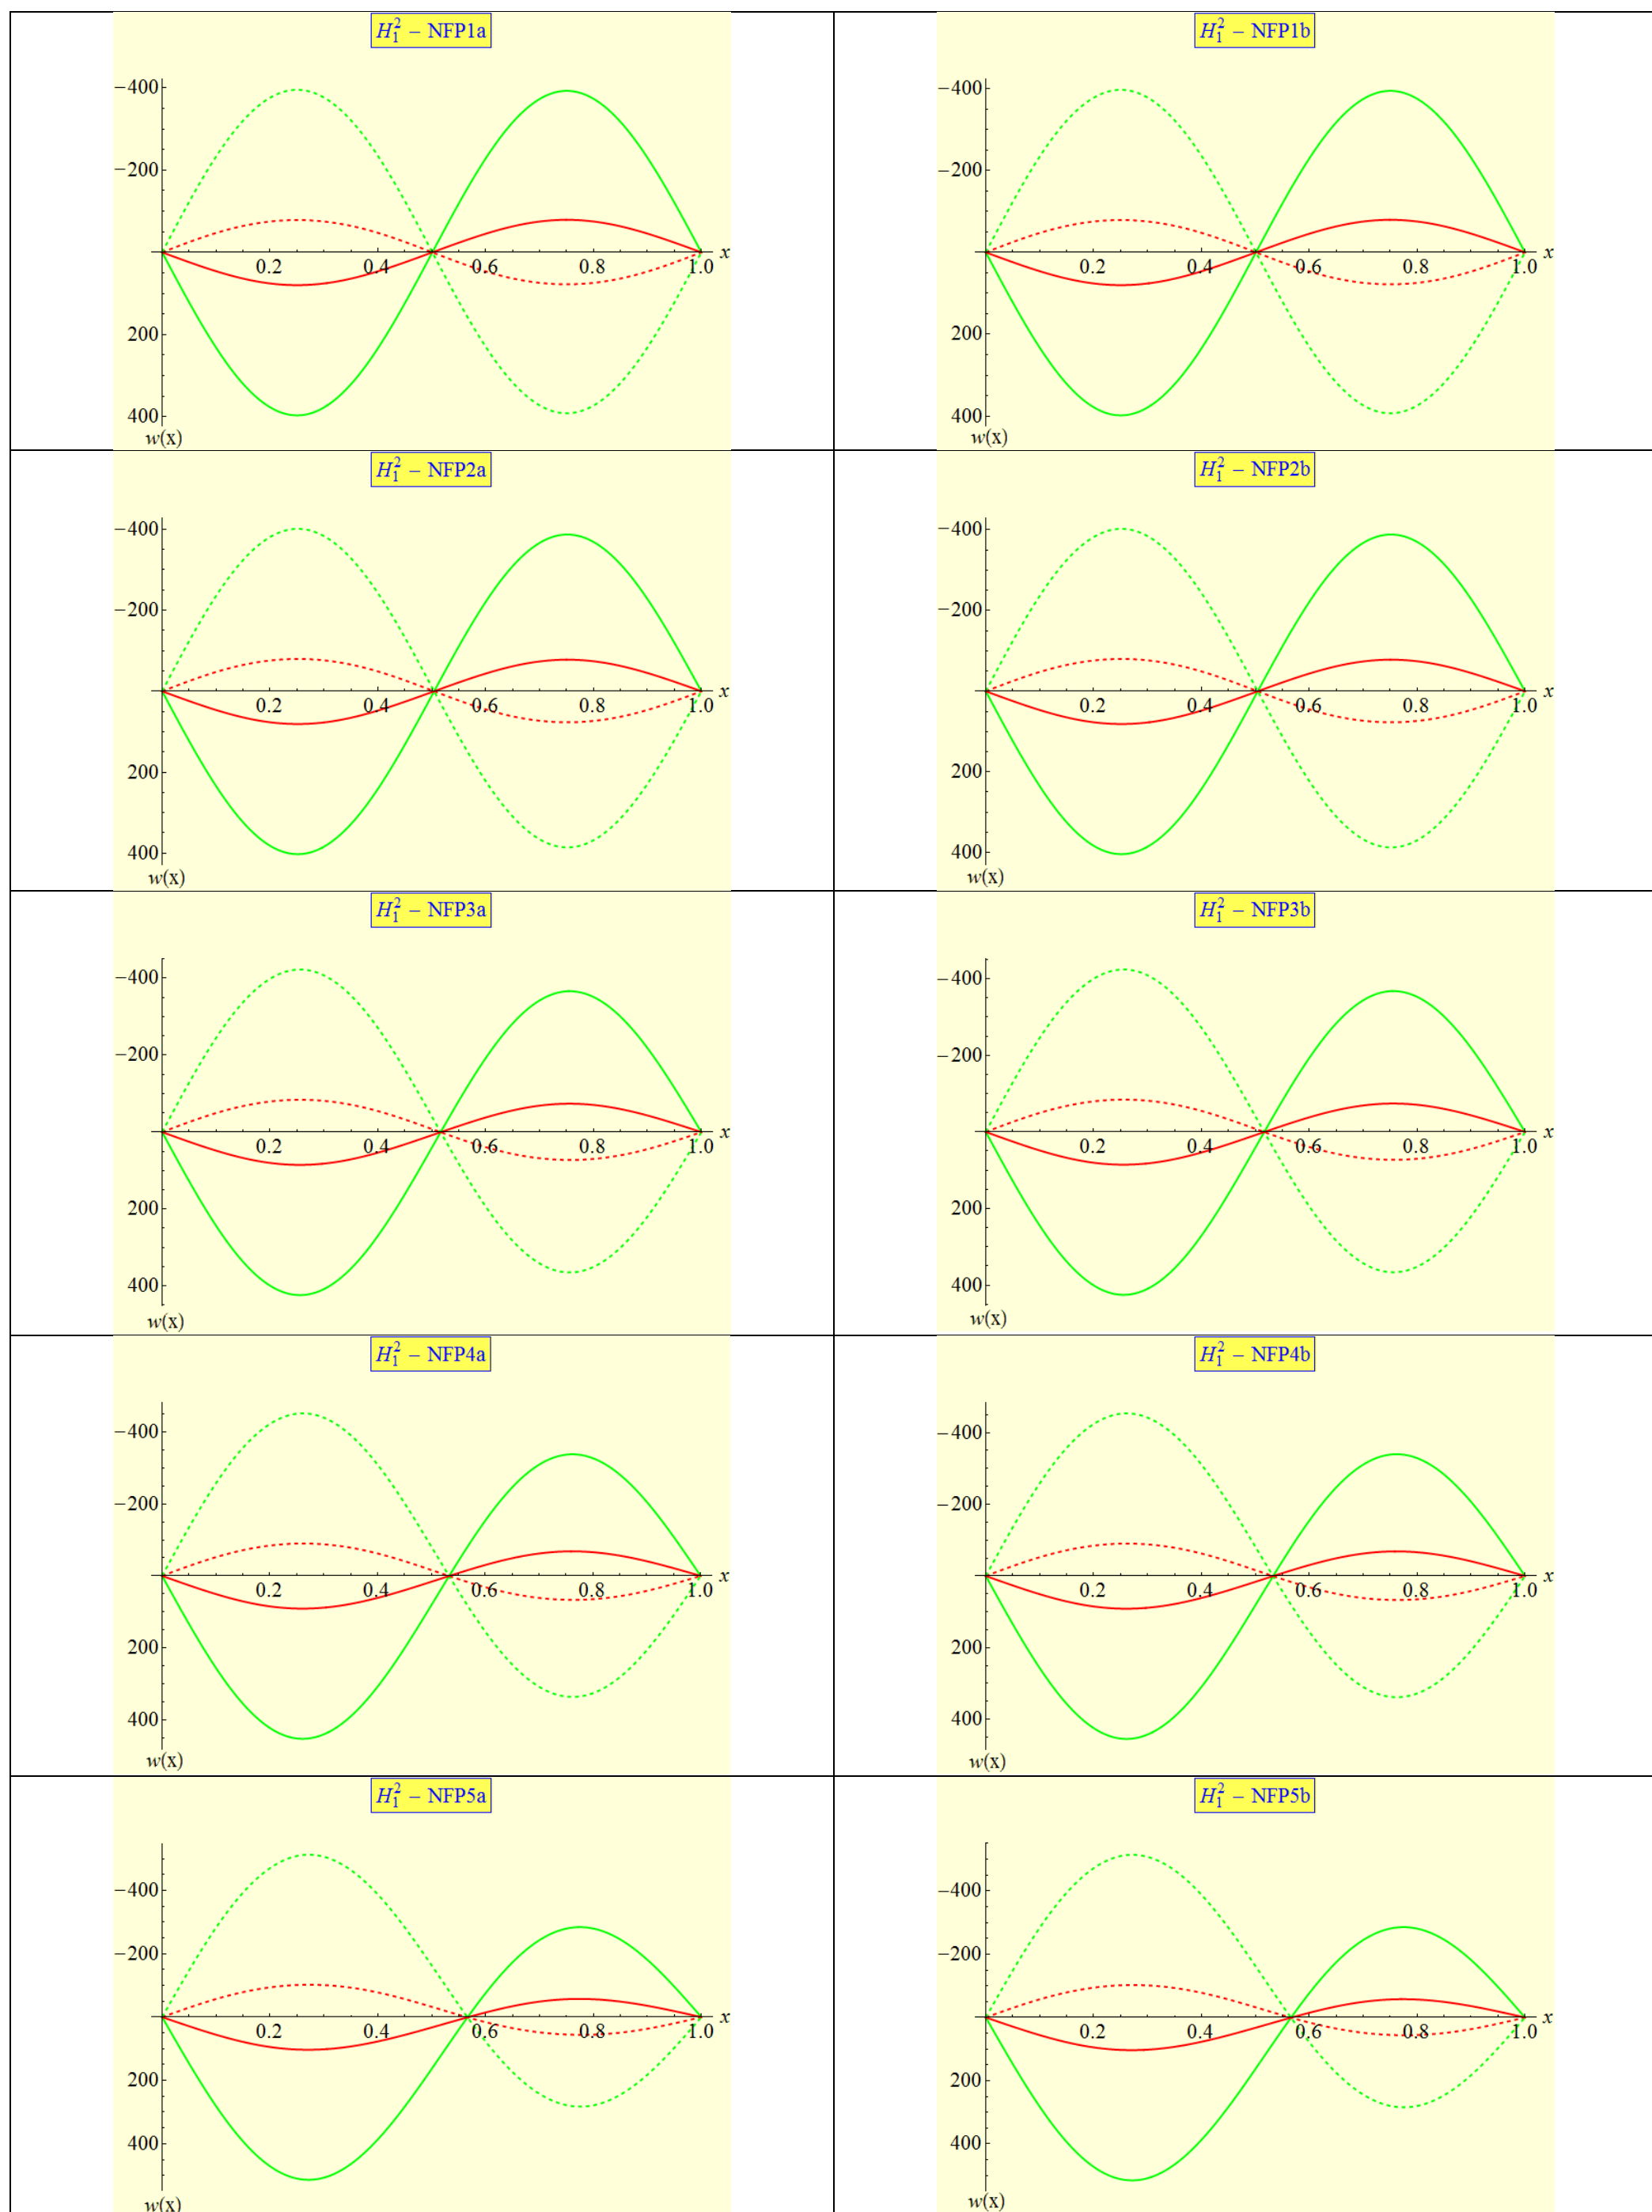 H₁² – NFP1a
−400
−200
0.2 0.4 0.6 0.8 1.0 x
200
400
w(x)
H₁² – NFP1b
−400
−200
0.2 0.4 0.6 0.8 1.0 x
200
400
w(x)
H₁² – NFP2a
−400
−200
0.2 0.4 0.6 0.8 1.0 x
200
400
w(x)
H₁² – NFP2b
−400
−200
0.2 0.4 0.6 0.8 1.0 x
200
400
w(x)
H₁² – NFP3a
−400
−200
0.2 0.4 0.6 0.8 1.0 x
200
400
w(x)
H₁² – NFP3b
−400
−200
0.2 0.4 0.6 0.8 1.0 x
200
400
w(x)
H₁² – NFP4a
−400
−200
0.2 0.4 0.6 0.8 1.0 x
200
400
w(x)
H₁² – NFP4b
−400
−200
0.2 0.4 0.6 0.8 1.0 x
200
400
w(x)
H₁² – NFP5a
−400
−200
0.2 0.4 0.6 0.8 1.0 x
200
400
w(x)
H₁² – NFP5b
−400
−200
0.2 0.4 0.6 0.8 1.0 x
200
400
w(x)